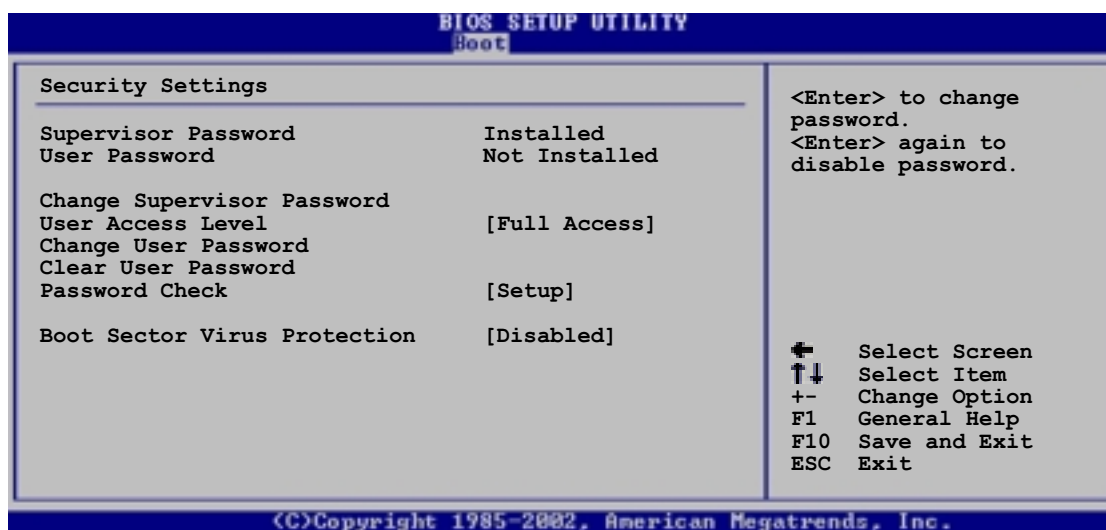 BIOS SETUP UTILITY
Boot
Security Settings
Supervisor Password Installed
User Password Not Installed
Change Supervisor Password
User Access Level [Full Access]
Change User Password
Clear User Password
Password Check [Setup]
Boot Sector Virus Protection [Disabled]
<Enter> to change
password.
<Enter> again to
disable password.
← Select Screen
↑↓ Select Item
+- Change Option
F1 General Help
F10 Save and Exit
ESC Exit
(C)Copyright 1985-2002, American Megatrends, Inc.